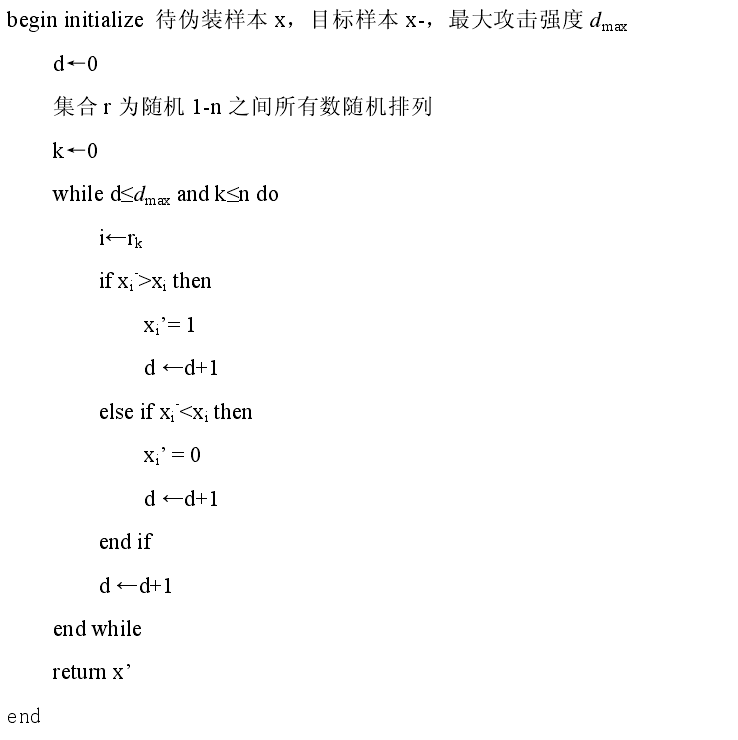 begin initialize 待伪装样本 x，目标样本 x-，最大攻击强度 dmax
d←0
集合 r 为随机 1-n 之间所有数随机排列
k←0
while d≤dmax and k≤n do
i←rk
if xi->xi then
xi’= 1
d ←d+1
else if xi-<xi then
xi’ = 0
d ←d+1
end if
d ←d+1
end while
return x’
end